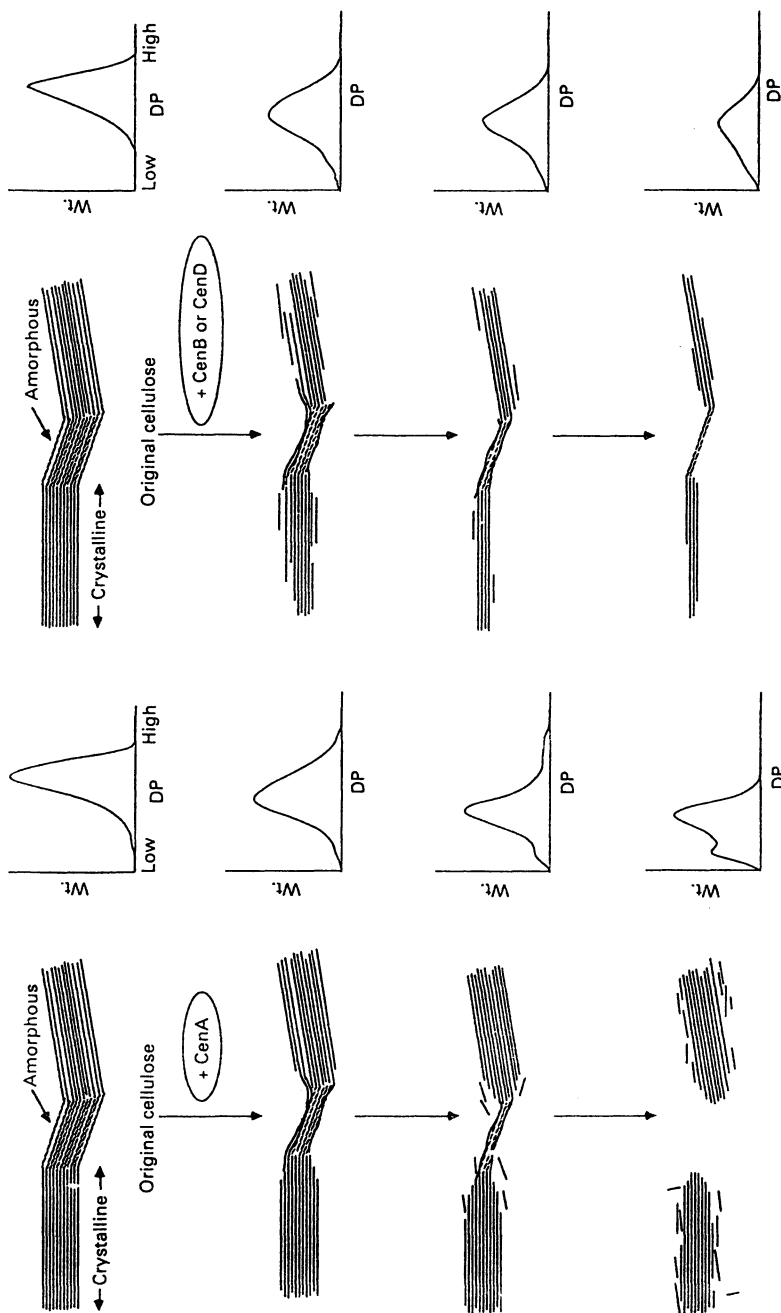 Amorphous
Crystalline
Original cellulose
+ CenA
Wt.
Low DP High
Wt.
DP
Wt.
DP
Wt.
DP
Amorphous
Crystalline
Original cellulose
+ CenB or CenD
Wt.
Low DP High
Wt.
DP
Wt.
DP
Wt.
DP